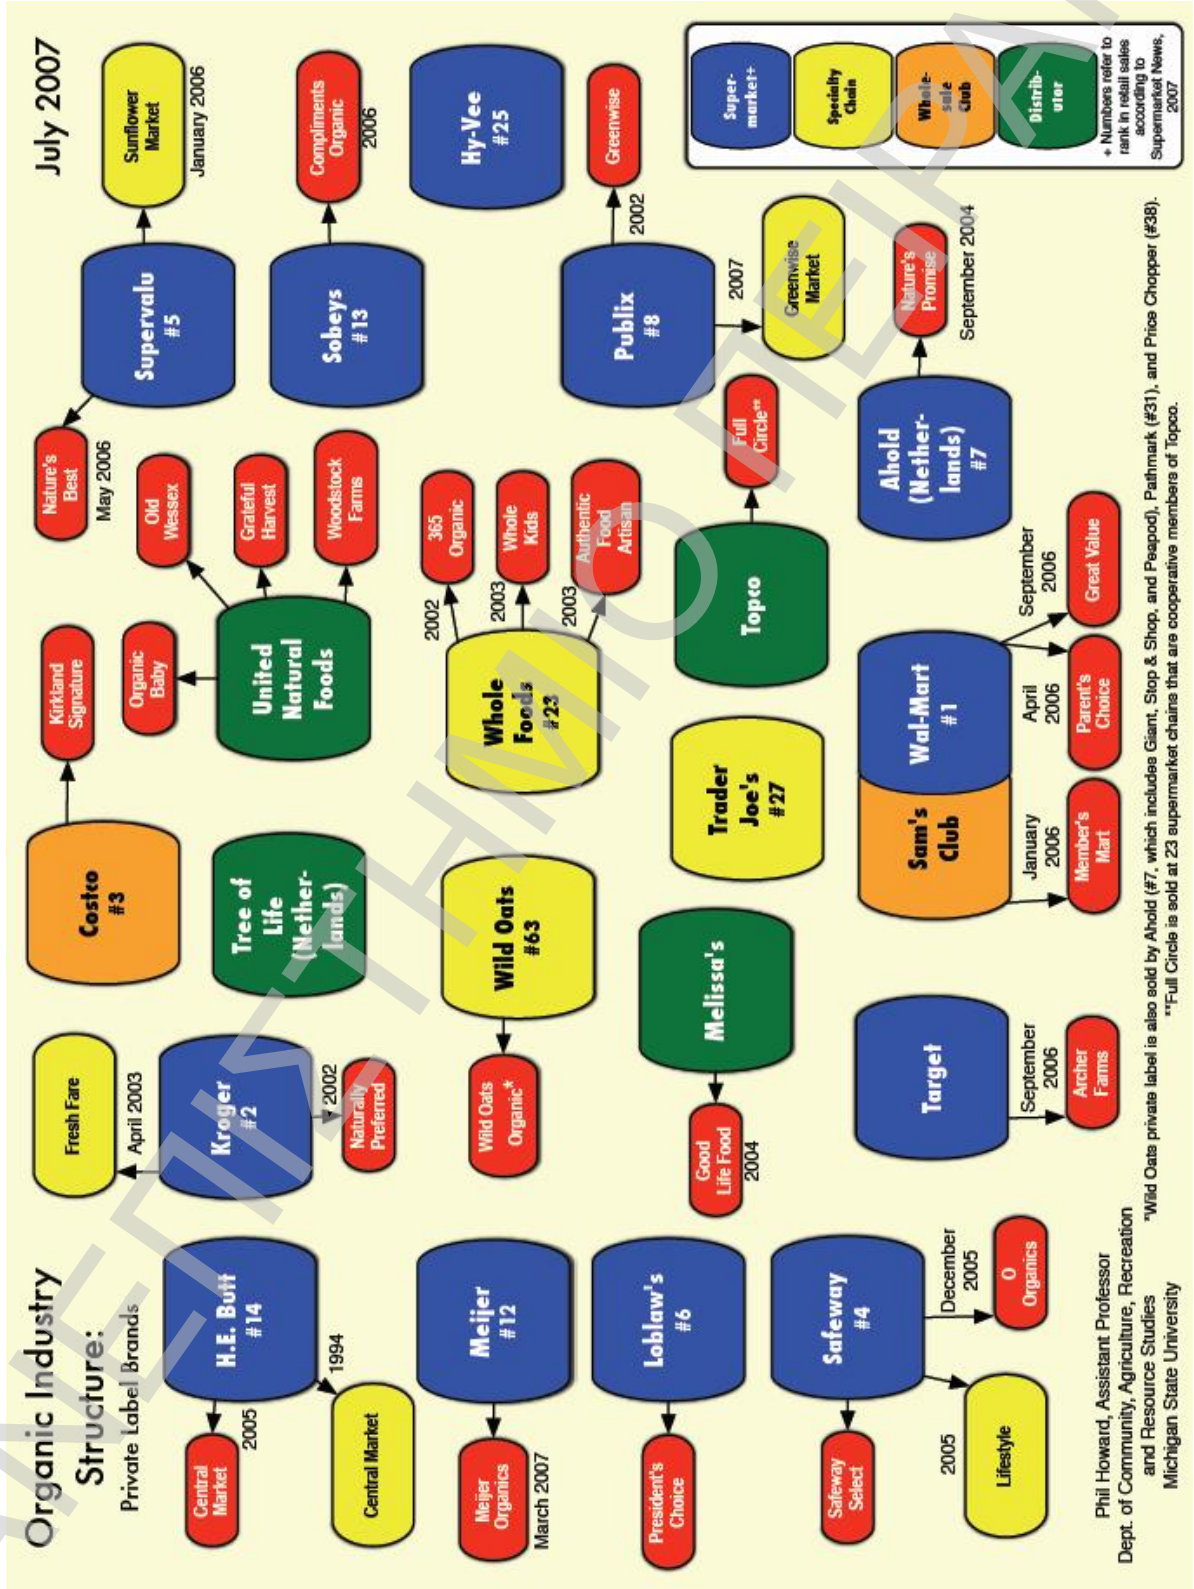 Organic Industry
Structure:
Private Label Brands
July 2007
Central
Market
2005
H.E. Butt
#14
1994
Central Market
Fresh Fare
April 2003
Kroger
#2
2002
Naturally
Preferred
Costco
#3
Kirkland
Signature
Tree of
Life
(Nether-
lands)
Organic
Baby
United
Natural
Foods
Old
Wessex
Grateful
Harvest
Woodstock
Farms
Nature's
Best
May 2006
Supervalu
#5
Sunflower
Market
January 2006
Sobeys
#13
Compliments
Organic
2006
Meijer
Organics
March 2007
Meijer
#12
Wild Oats
Organic*
Wild Oats
#63
Whole
Foods
#23
2002
365
Organic
2003
Whole
Kids
2003
Authentic
Food
Artisan
Hy-Vee
#25
President's
Choice
Loblaw's
#6
Good
Life Food
2004
Melissa's
Trader
Joe's
#27
Topco
Full
Circle**
Publix
#8
2002
Greenwise
2007
Greenwise
Market
Safeway
Select
Safeway
#4
2005
Lifestyle
December
2005
O
Organics
Target
September
2006
Archer
Farms
Sam's
Club
Wal-Mart
#1
January
2006
Member's
Mart
April
2006
Parent's
Choice
September
2006
Great Value
Ahold
(Nether-
lands)
#7
Nature's
Promise
September 2004
Super-
market+
Specialty
Chain
Whole-
sale
Club
Distrib-
utor
+ Numbers refer to
rank in retail sales
according to
Supermarket News,
2007
Phil Howard, Assistant Professor
Dept. of Community, Agriculture, Recreation
and Resource Studies
Michigan State University
*Wild Oats private label is also sold by Ahold (#7, which includes Giant, Stop & Shop, and Peapod), Pathmark (#31), and Price Chopper (#38).
**Full Circle is sold at 23 supermarket chains that are cooperative members of Topco.
ΑΝΕΠΙΣΤΗΜΙΟ ΠΕΙΡΑ